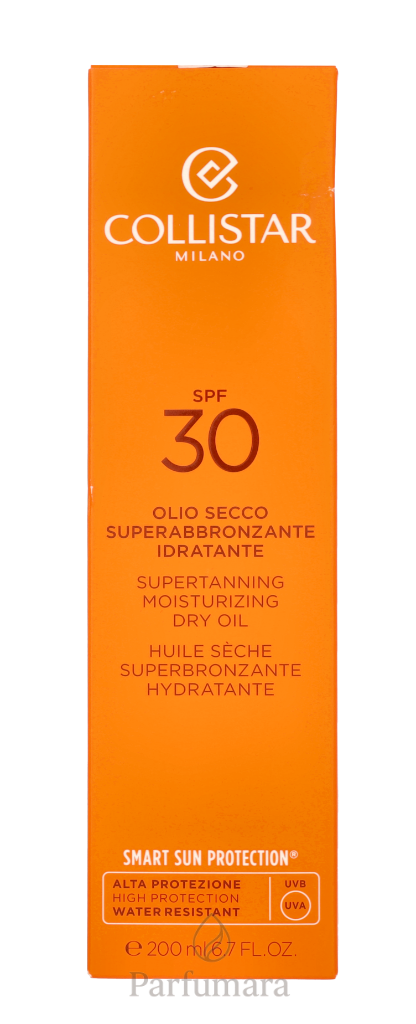 COLLISTAR
MILANO
SPF
30
OLIO SECCO
SUPERABBRONZANTE
IDRATANTE
SUPERTANNING
MOISTURIZING
DRY OIL
HUILE SÈCHE
SUPERBRONZANTE
HYDRATANTE
SMART SUN PROTECTION®
ALTA PROTEZIONE
HIGH PROTECTION
WATER RESISTANT
UVB
UVA
℮ 200 ml 6.7 FL.OZ.
Parfumara